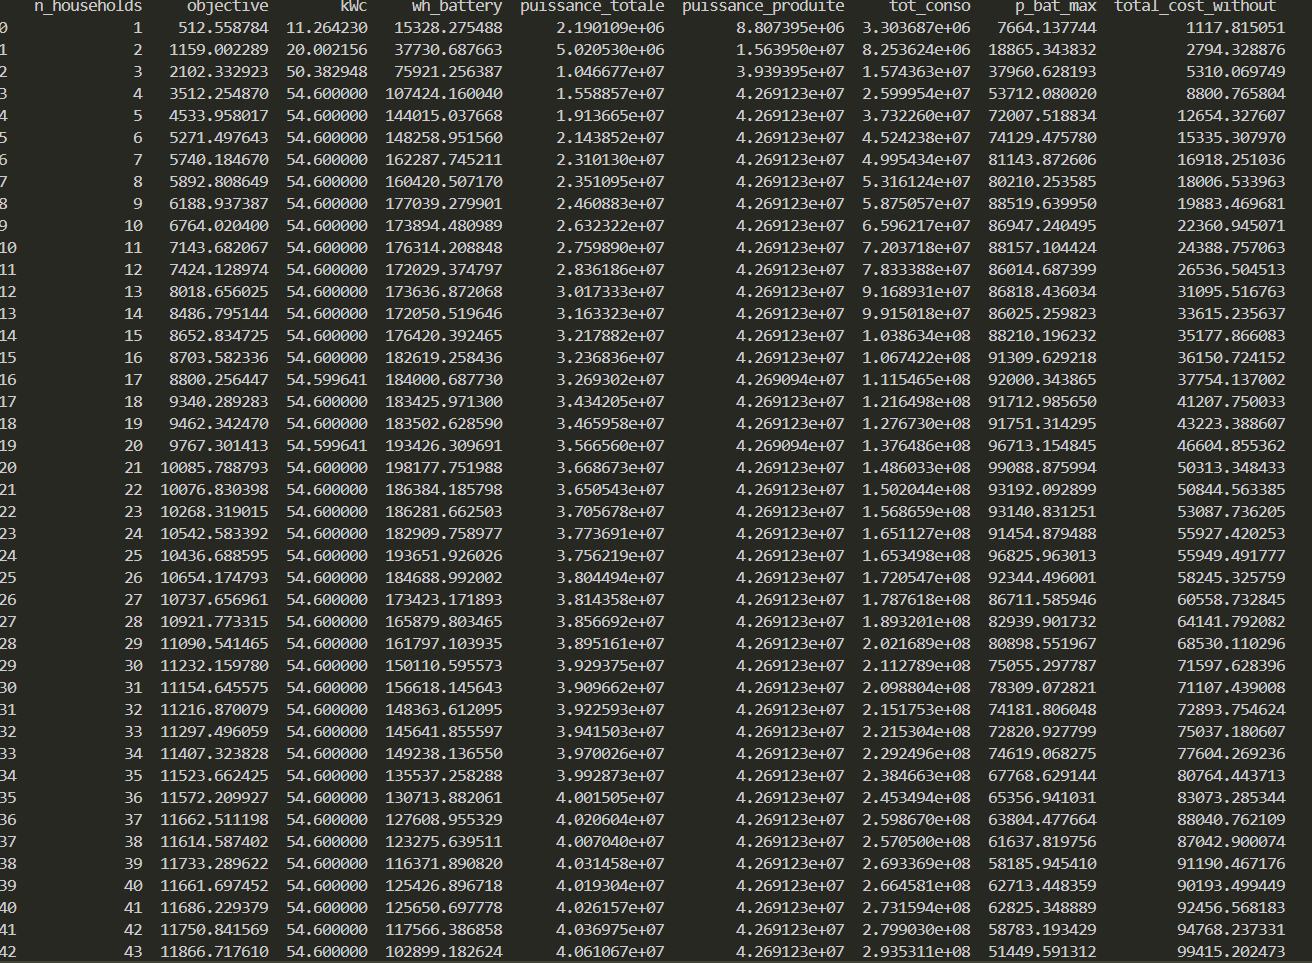 n_households objective kWc wh_battery puissance_totale puissance_produite tot_conso p_bat_max total_cost_without
0 1 512.558784 11.264230 15328.275488 2.190109e+06 8.807395e+06 3.303687e+06 7664.137744 1117.815051
1 2 1159.002289 20.002156 37730.687663 5.020530e+06 1.563950e+07 8.253624e+06 18865.343832 2794.328876
2 3 2102.332923 50.382948 75921.256387 1.046677e+07 3.939395e+07 1.574363e+07 37960.628193 5310.069749
3 4 3512.254870 54.600000 107424.160040 1.558857e+07 4.269123e+07 2.599954e+07 53712.080020 8800.765804
4 5 4533.958017 54.600000 144015.037668 1.913665e+07 4.269123e+07 3.732260e+07 72007.518834 12654.327607
5 6 5271.497643 54.600000 148258.951560 2.143852e+07 4.269123e+07 4.524238e+07 74129.475780 15335.307970
6 7 5740.184670 54.600000 162287.745211 2.310130e+07 4.269123e+07 4.995434e+07 81143.872606 16918.251036
7 8 5892.808649 54.600000 160420.507170 2.351095e+07 4.269123e+07 5.316124e+07 80210.253585 18006.533963
8 9 6188.937387 54.600000 177039.279901 2.460883e+07 4.269123e+07 5.875057e+07 88519.639950 19883.469681
9 10 6764.020400 54.600000 173894.480989 2.632322e+07 4.269123e+07 6.596217e+07 86947.240495 22360.945071
10 11 7143.682067 54.600000 176314.208848 2.759890e+07 4.269123e+07 7.203718e+07 88157.104424 24388.757063
11 12 7424.128974 54.600000 172029.374797 2.836186e+07 4.269123e+07 7.833388e+07 86014.687399 26536.504513
12 13 8018.656025 54.600000 173636.872068 3.017333e+07 4.269123e+07 9.168931e+07 86818.436034 31095.516763
13 14 8486.795144 54.600000 172050.519646 3.163323e+07 4.269123e+07 9.915018e+07 86025.259823 33615.235637
14 15 8652.834725 54.600000 176420.392465 3.217882e+07 4.269123e+07 1.038634e+08 88210.196232 35177.866083
15 16 8703.582336 54.600000 182619.258436 3.236836e+07 4.269123e+07 1.067422e+08 91309.629218 36150.724152
16 17 8800.256447 54.599641 184000.687730 3.269302e+07 4.269094e+07 1.115465e+08 92000.343865 37754.137002
17 18 9340.289283 54.600000 183425.971300 3.434205e+07 4.269123e+07 1.216498e+08 91712.985650 41207.750033
18 19 9462.342470 54.600000 183502.628590 3.465958e+07 4.269123e+07 1.276730e+08 91751.314295 43223.388607
19 20 9767.301413 54.599641 193426.309691 3.566560e+07 4.269094e+07 1.376486e+08 96713.154845 46604.855362
20 21 10085.788793 54.600000 198177.751988 3.668673e+07 4.269123e+07 1.486033e+08 99088.875994 50313.348433
21 22 10076.830398 54.600000 186384.185798 3.650543e+07 4.269123e+07 1.502044e+08 93192.092899 50844.563385
22 23 10268.319015 54.600000 186281.662503 3.705678e+07 4.269123e+07 1.568659e+08 93140.831251 53087.736205
23 24 10542.583392 54.600000 182909.758977 3.773691e+07 4.269123e+07 1.651127e+08 91454.879488 55927.420253
24 25 10436.688595 54.600000 193651.926026 3.756219e+07 4.269123e+07 1.653498e+08 96825.963013 55949.491777
25 26 10654.174793 54.600000 184688.992002 3.804494e+07 4.269123e+07 1.720547e+08 92344.496001 58245.325759
26 27 10737.656961 54.600000 173423.171893 3.814358e+07 4.269123e+07 1.787618e+08 86711.585946 60558.732845
27 28 10921.773315 54.600000 165879.803465 3.856692e+07 4.269123e+07 1.893201e+08 82939.901732 64141.792082
28 29 11090.541465 54.600000 161797.103935 3.895161e+07 4.269123e+07 2.021689e+08 80898.551967 68530.110296
29 30 11232.159780 54.600000 150110.595573 3.929375e+07 4.269123e+07 2.112789e+08 75055.297787 71597.628396
30 31 11154.645575 54.600000 156618.145643 3.909662e+07 4.269123e+07 2.098804e+08 78309.072821 71107.439008
31 32 11216.870079 54.600000 148363.612095 3.922593e+07 4.269123e+07 2.151753e+08 74181.806048 72893.754624
32 33 11297.496059 54.600000 145641.855597 3.941503e+07 4.269123e+07 2.215304e+08 72820.927799 75037.180607
33 34 11407.323828 54.600000 149238.136550 3.970026e+07 4.269123e+07 2.292496e+08 74619.068275 77604.269236
34 35 11523.662425 54.600000 135537.258288 3.992873e+07 4.269123e+07 2.384663e+08 67768.629144 80764.443713
35 36 11572.209927 54.600000 130713.882061 4.001505e+07 4.269123e+07 2.453494e+08 65356.941031 83073.285344
36 37 11662.511198 54.600000 127608.955329 4.020604e+07 4.269123e+07 2.598670e+08 63804.477664 88040.762109
37 38 11614.587402 54.600000 123275.639511 4.007040e+07 4.269123e+07 2.570500e+08 61637.819756 87042.900074
38 39 11733.289622 54.600000 116371.890820 4.031458e+07 4.269123e+07 2.693369e+08 58185.945410 91190.467176
39 40 11661.697452 54.600000 125426.896718 4.019304e+07 4.269123e+07 2.664581e+08 62713.448359 90193.499449
40 41 11686.229379 54.600000 125650.697778 4.026157e+07 4.269123e+07 2.731594e+08 62825.348889 92456.568183
41 42 11750.841569 54.600000 117566.386858 4.036975e+07 4.269123e+07 2.799030e+08 58783.193429 94768.237331
42 43 11866.717610 54.600000 102899.182624 4.061067e+07 4.269123e+07 2.935311e+08 51449.591312 99415.202473